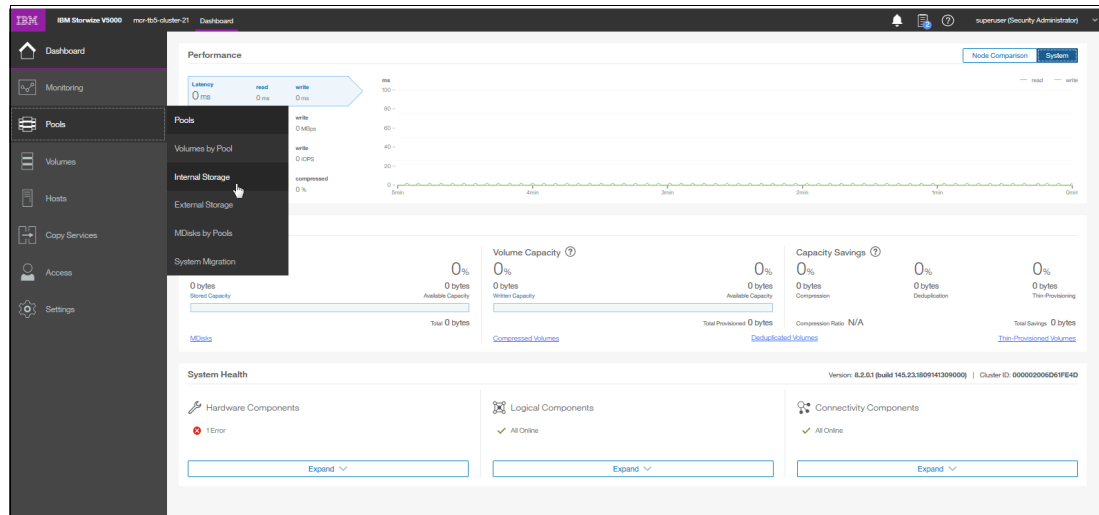 IBM IBM Storwize V5000 mcr-tb5-cluster-21 Dashboard 2 superuser (Security Administrator)
Dashboard
Monitoring
Pools
Volumes
Hosts
Copy Services
Access
Settings
Pools
Volumes by Pool
Internal Storage
External Storage
MDisks by Pools
System Migration
Performance
Node Comparison System
Latency read write
0 ms 0 ms 0 ms
write
0 MBps
write
0 IOPS
compressed
0 %
ms
read write
100
80
60
40
20
0
5min 4min 3min 2min 1min 0min
0%
0 bytes 0 bytes
Stored Capacity Available Capacity
Total 0 bytes
MDisks
Volume Capacity
0% 0%
0 bytes 0 bytes
Written Capacity Available Capacity
Total Provisioned 0 bytes
Compressed Volumes Deduplicated Volumes
Capacity Savings
0% 0% 0%
0 bytes 0 bytes 0 bytes
Compression Deduplication Thin-Provisioning
Compression Ratio N/A Total Savings 0 bytes
Thin-Provisioned Volumes
System Health Version: 8.2.0.1 (build 145.23.1809141309000) | Cluster ID: 000002006D61FE4D
Hardware Components
1 Error
Expand
Logical Components
All Online
Expand
Connectivity Components
All Online
Expand